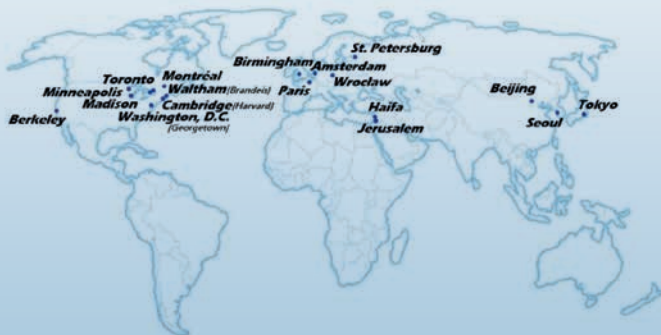 St. Petersburg
Birmingham
Amsterdam
Toronto
Montréal
Wrocław
Minneapolis
Waltham (Brandeis)
Paris
Beijing
Madison
Cambridge (Harvard)
Haifa
Tokyo
Berkeley
Washington, D.C.
Seoul
(Georgetown)
Jerusalem